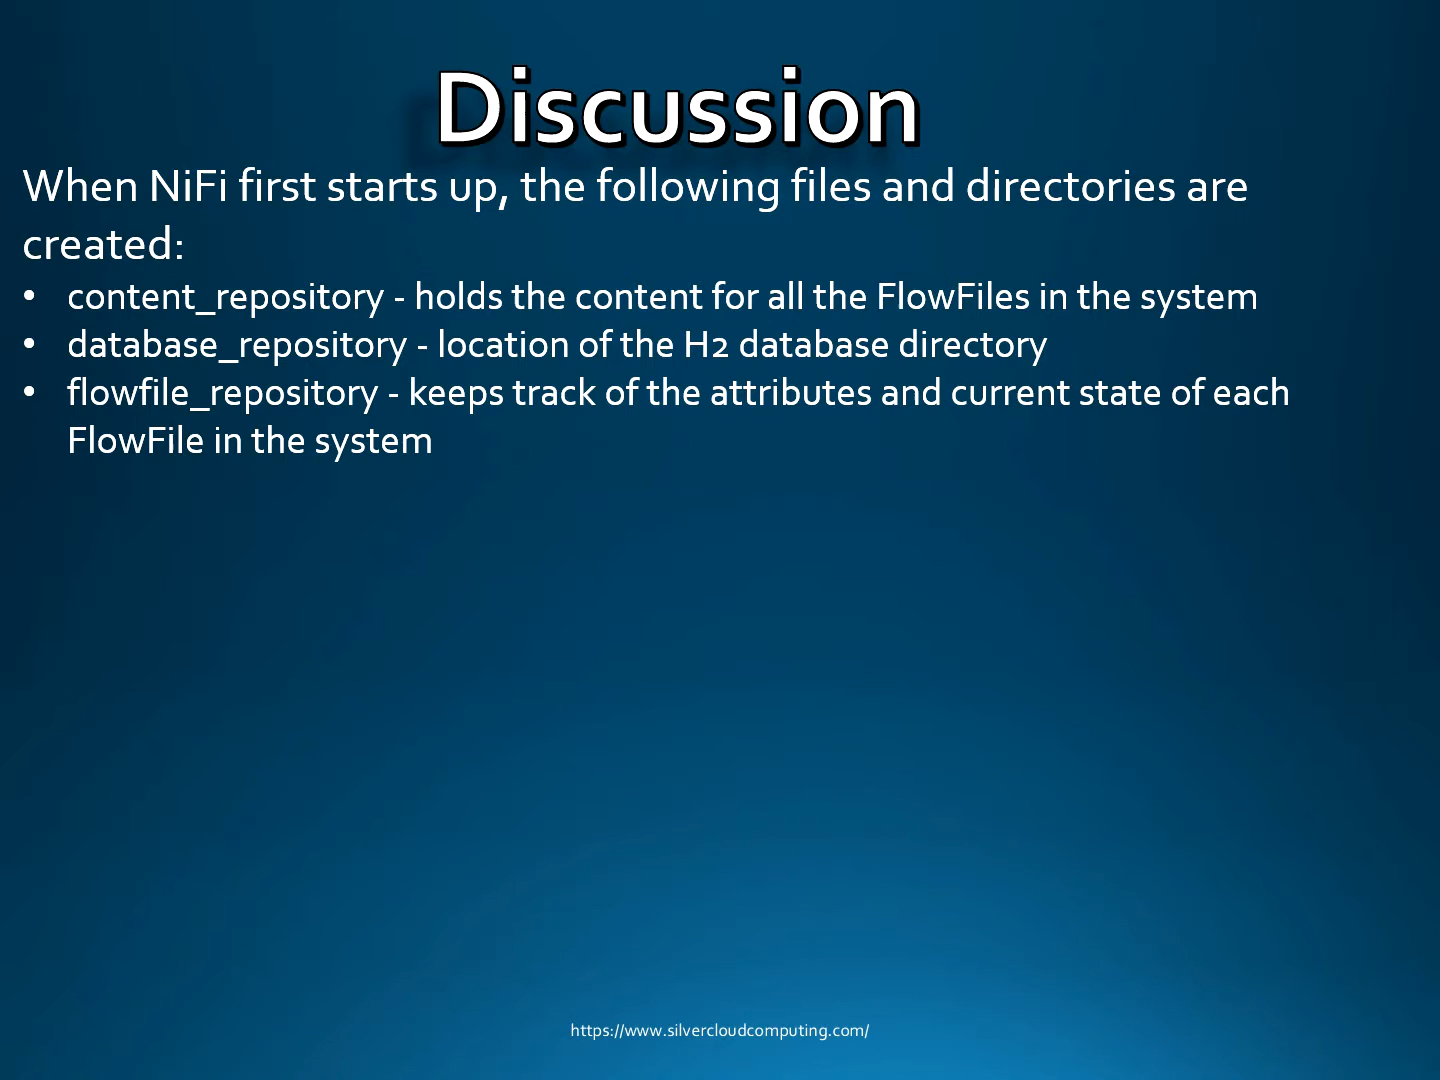 Discussion
When NiFi first starts up, the following files and directories are
created:
• content_repository - holds the content for all the FlowFiles in the system
• database_repository - location of the H2 database directory
• flowfile_repository - keeps track of the attributes and current state of each
FlowFile in the system
https://www.silvercloudcomputing.com/